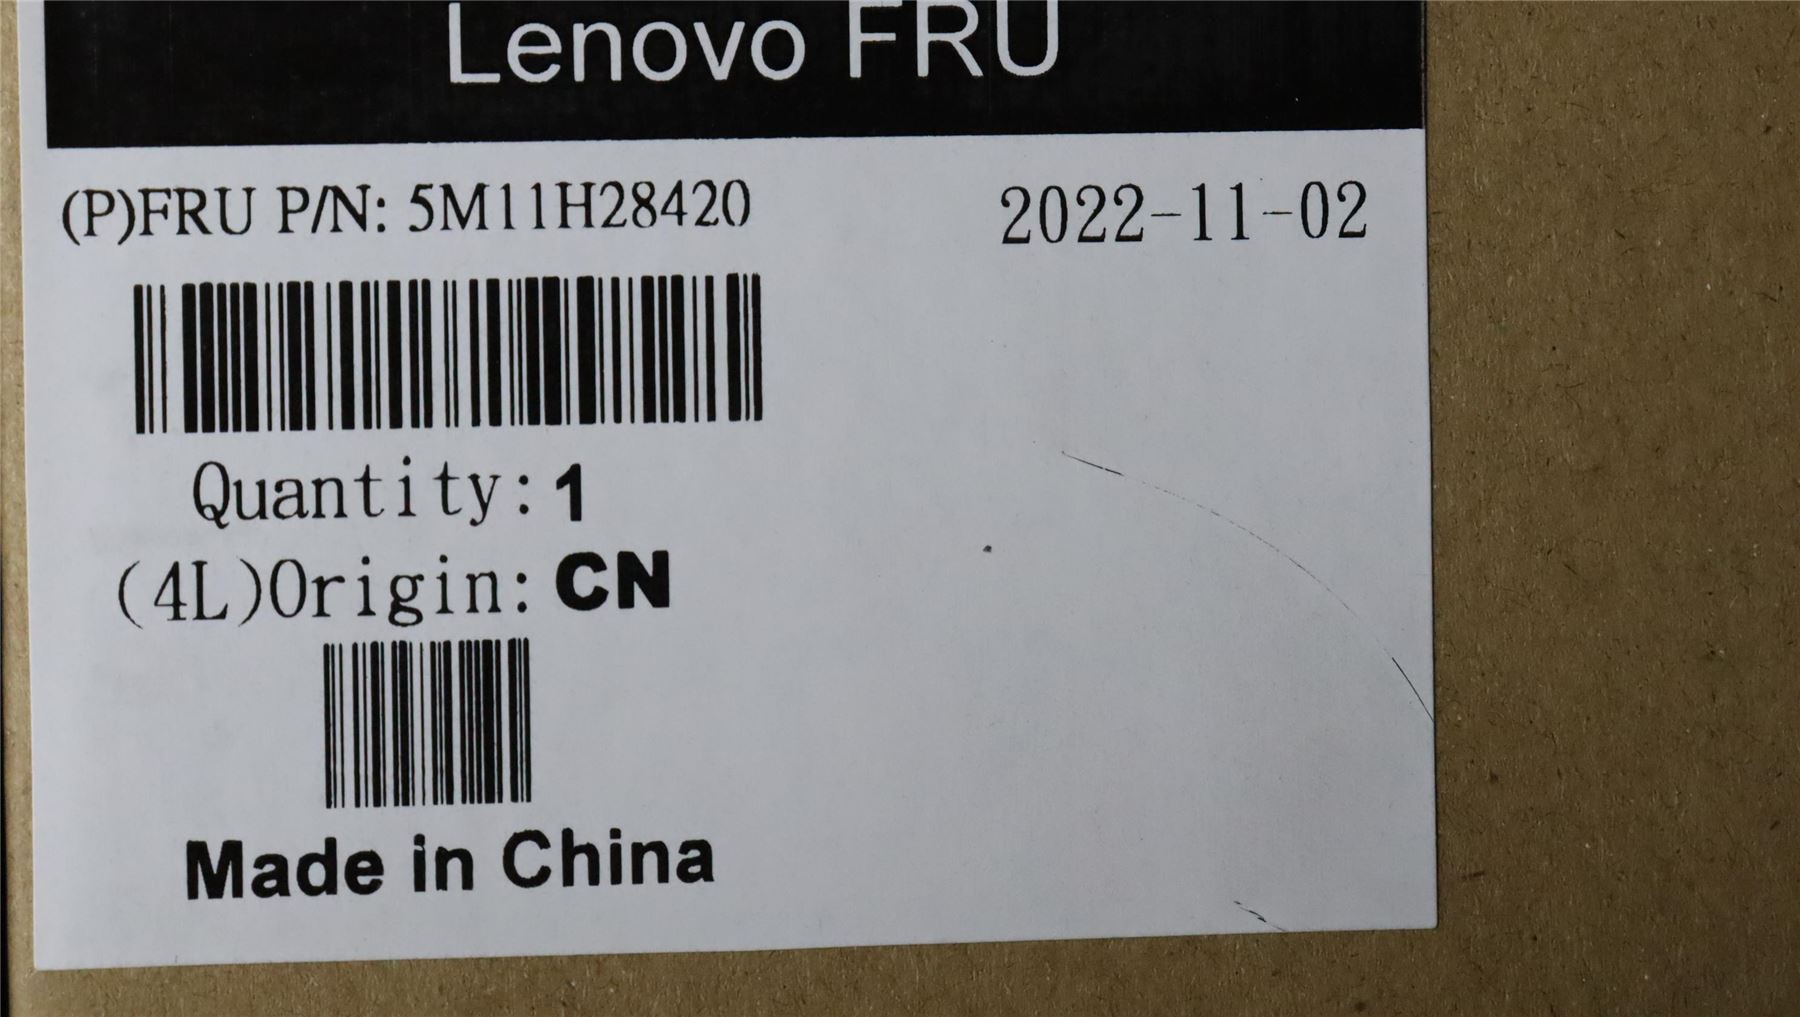 Lenovo FRU
(P)FRU P/N: 5M11H28420 2022-11-02
Quantity: 1
(4L)Origin: CN
Made in China